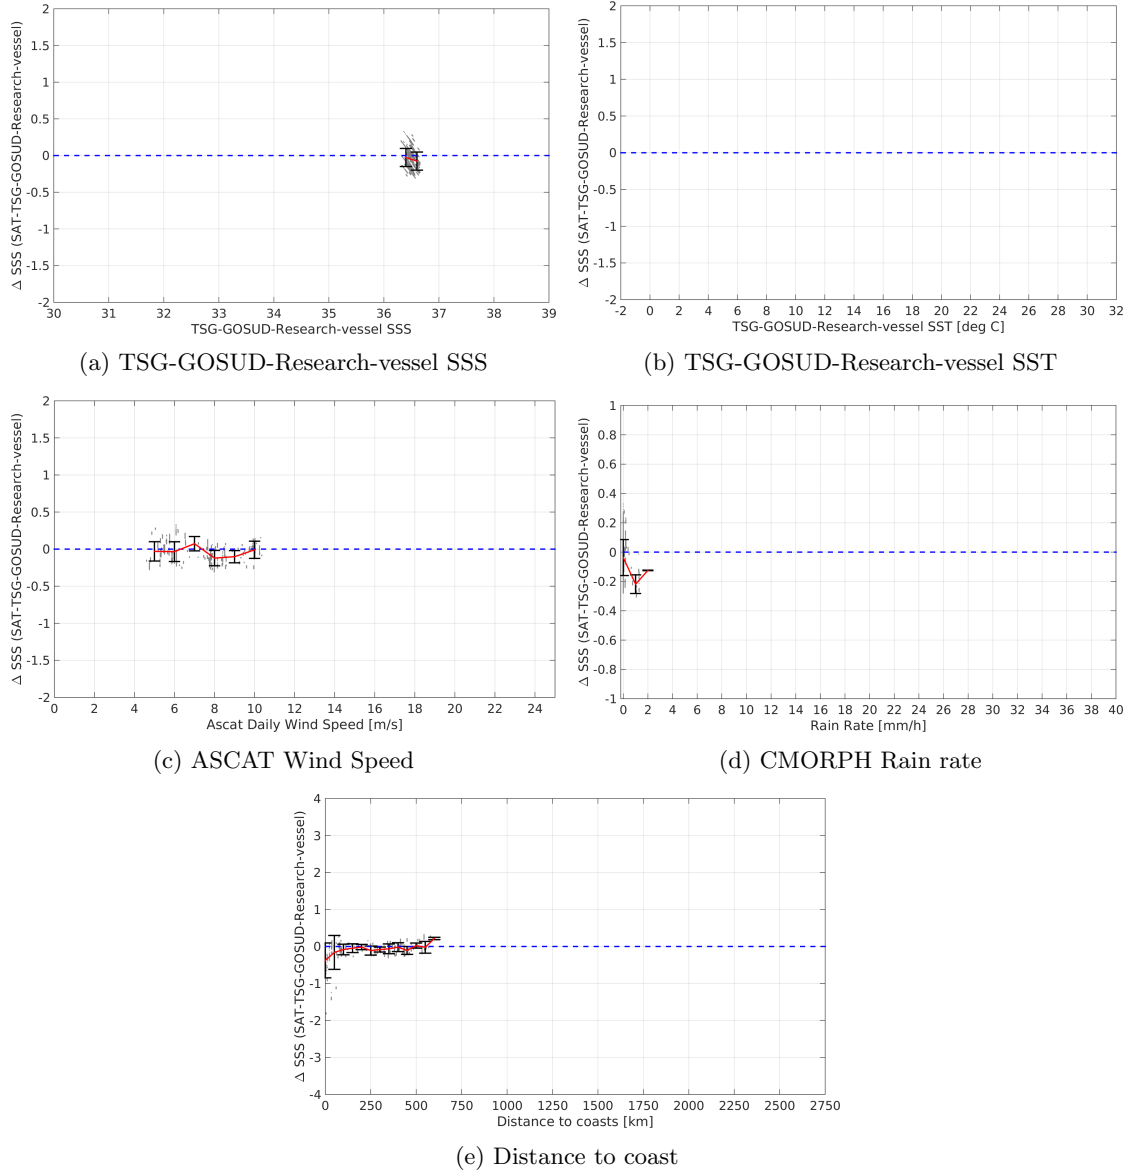 2
1.5
1
0.5
0
-0.5
-1
-1.5
-2
Δ SSS (SAT-TSG-GOSUD-Research-vessel)
30 31 32 33 34 35 36 37 38 39
TSG-GOSUD-Research-vessel SSS
(a) TSG-GOSUD-Research-vessel SSS
2
1.5
1
0.5
0
-0.5
-1
-1.5
-2
Δ SSS (SAT-TSG-GOSUD-Research-vessel)
-2 0 2 4 6 8 10 12 14 16 18 20 22 24 26 28 30 32
TSG-GOSUD-Research-vessel SST [deg C]
(b) TSG-GOSUD-Research-vessel SST
2
1.5
1
0.5
0
-0.5
-1
-1.5
-2
Δ SSS (SAT-TSG-GOSUD-Research-vessel)
0 2 4 6 8 10 12 14 16 18 20 22 24
Ascat Daily Wind Speed [m/s]
(c) ASCAT Wind Speed
1
0.8
0.6
0.4
0.2
0
-0.2
-0.4
-0.6
-0.8
-1
Δ SSS (SAT-TSG-GOSUD-Research-vessel)
0 2 4 6 8 10 12 14 16 18 20 22 24 26 28 30 32 34 36 38 40
Rain Rate [mm/h]
(d) CMORPH Rain rate
4
3
2
1
0
-1
-2
-3
-4
Δ SSS (SAT-TSG-GOSUD-Research-vessel)
0 250 500 750 1000 1250 1500 1750 2000 2250 2500 2750
Distance to coasts [km]
(e) Distance to coast